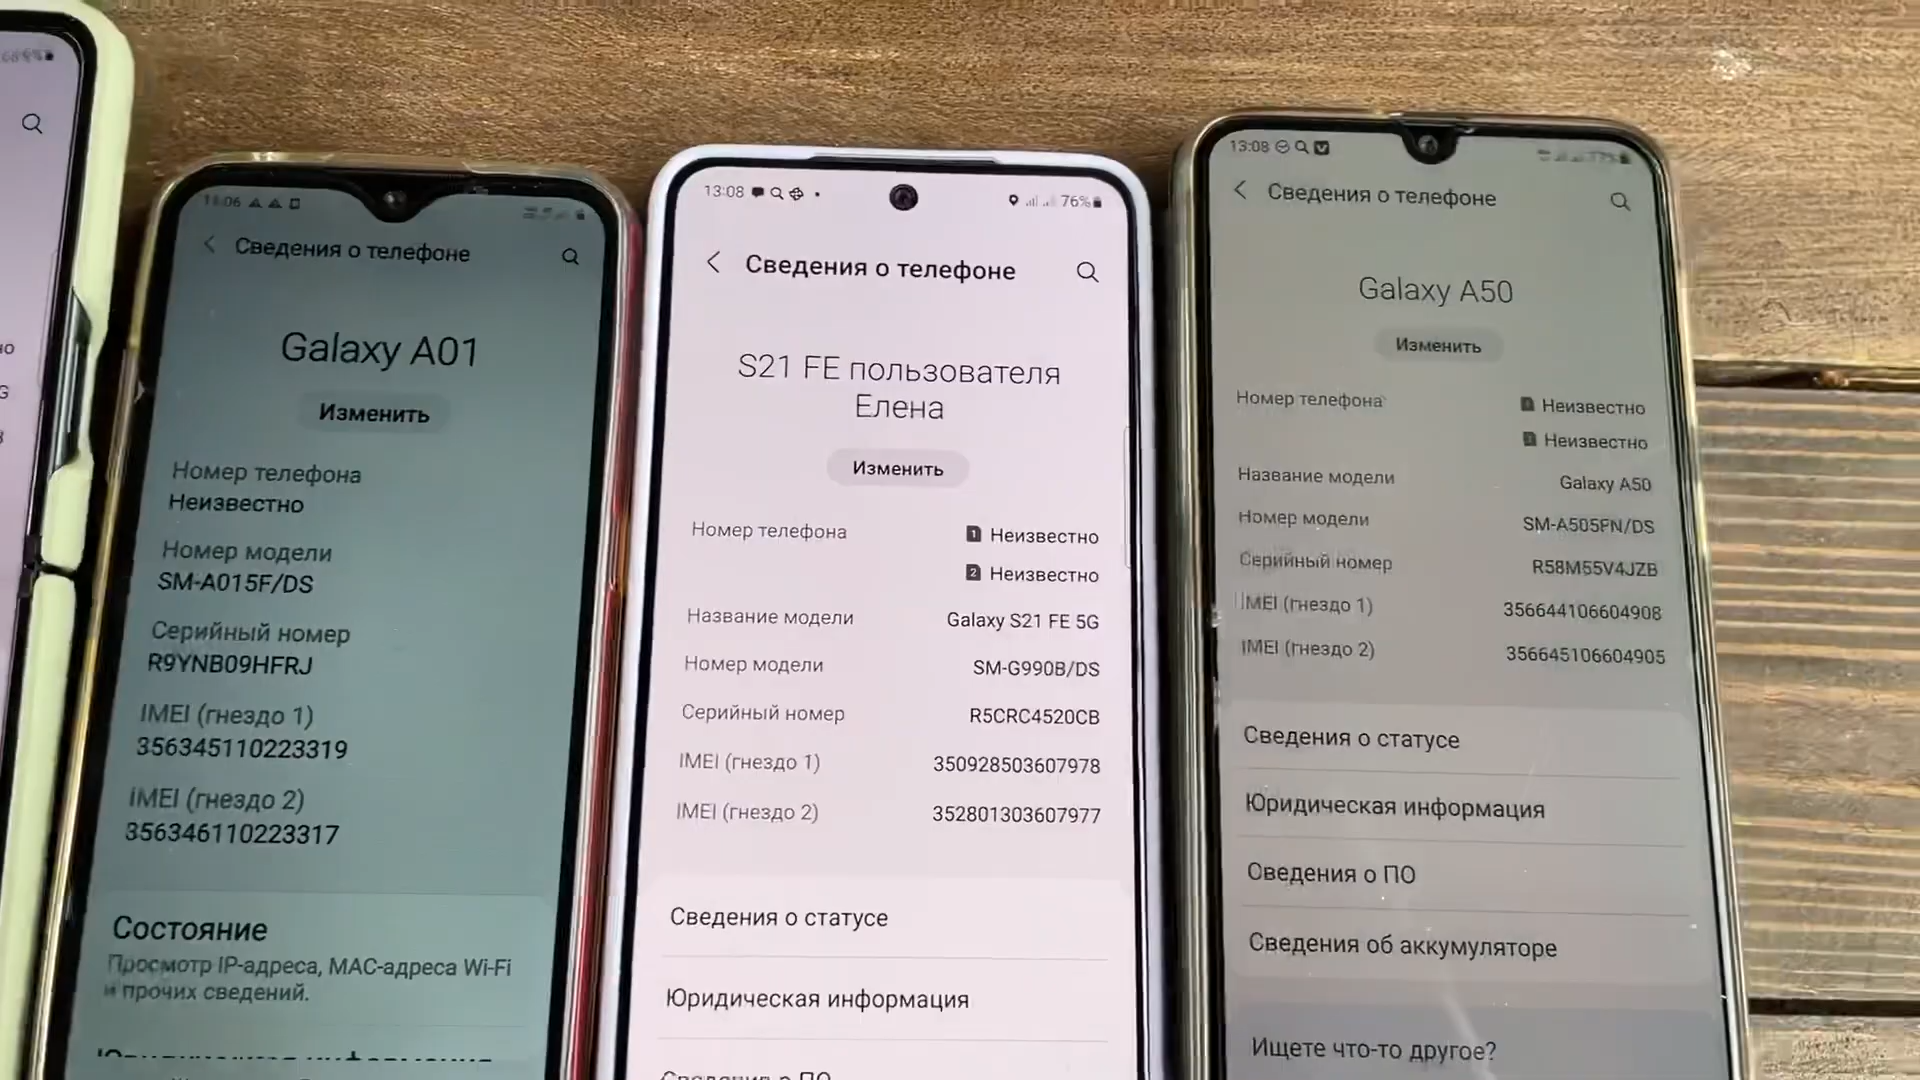 но
G
Сведения о телефоне
Galaxy A01
Изменить
Номер телефона
Неизвестно
Номер модели
SM-A015F/DS
Серийный номер
R9YNB09HFRJ
IMEI (гнездо 1)
356345110223319
IMEI (гнездо 2)
356346110223317
Состояние
Просмотр IP-адреса, MAC-адреса Wi-Fi
и прочих сведений.
Юридическая информация
13:08 76%
Сведения о телефоне
S21 FE пользователя
Елена
Изменить
Номер телефона 1 Неизвестно
2 Неизвестно
Название модели Galaxy S21 FE 5G
Номер модели SM-G990B/DS
Серийный номер R5CRC4520CB
IMEI (гнездо 1) 350928503607978
IMEI (гнездо 2) 352801303607977
Сведения о статусе
Юридическая информация
Сведения о ПО
13:08
Сведения о телефоне
Galaxy A50
Изменить
Номер телефона Неизвестно
Неизвестно
Название модели Galaxy A50
Номер модели SM-A505FN/DS
Серийный номер R58M55V4JZB
IMEI (гнездо 1) 356644106604908
IMEI (гнездо 2) 356645106604905
Сведения о статусе
Юридическая информация
Сведения о ПО
Сведения об аккумуляторе
Ищете что-то другое?